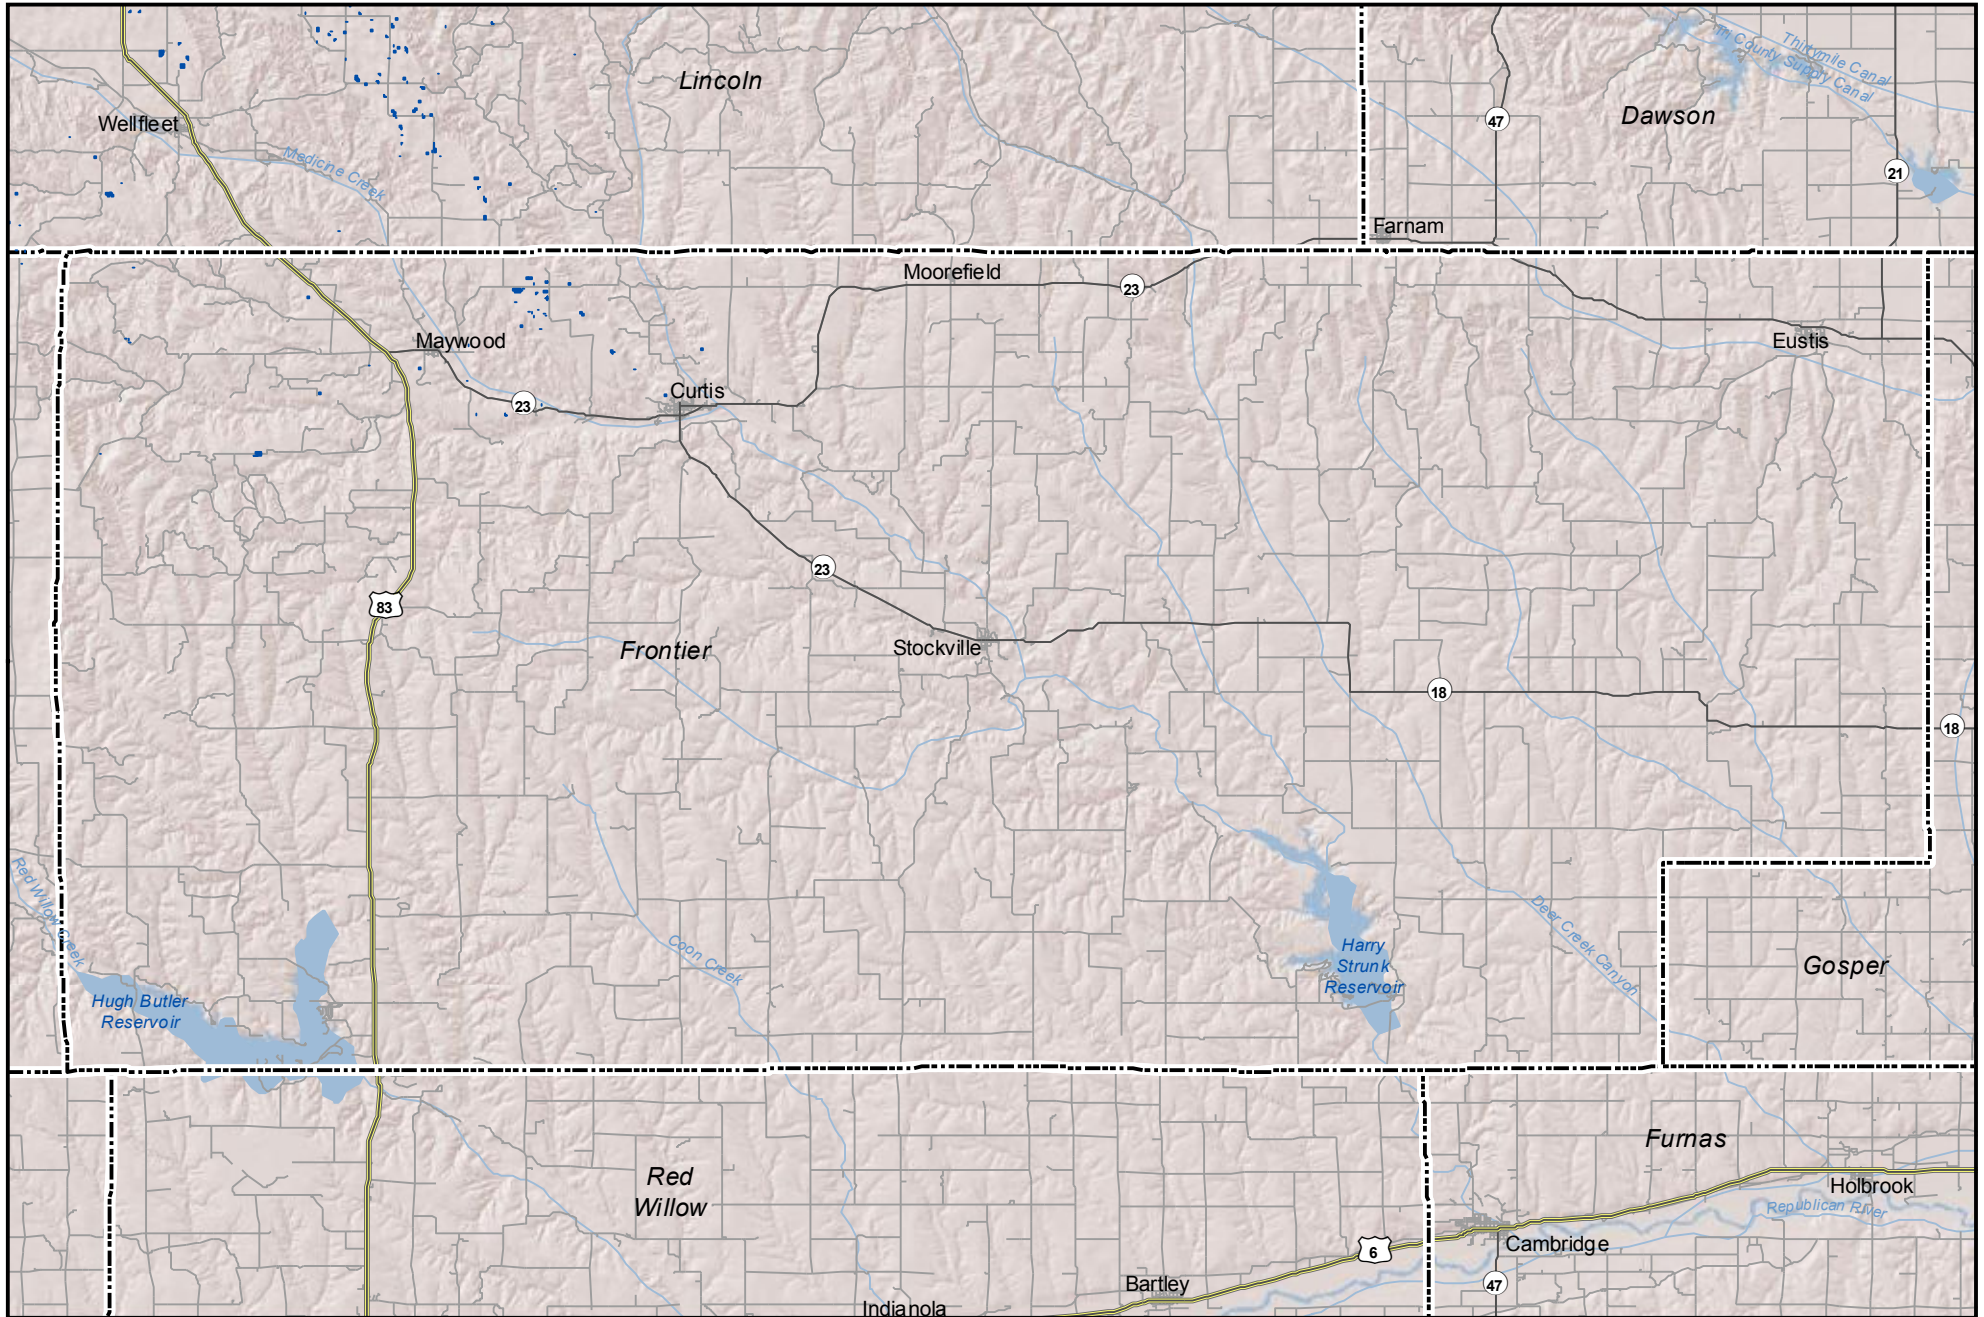 Lincoln
Thirtymile Canal
Tri County Supply Canal
47
Dawson
Wellfleet
Medicine Creek
21
Farnam
Moorefield
23
Maywood
Eustis
Curtis
23
23
83
Frontier
Stockville
18
18
Red Willow Creek
Coon Creek
Deer Creek Canyon
Harry
Strunk
Reservoir
Gosper
Hugh Butler
Reservoir
Furnas
Red
Willow
Holbrook
Republican River
6
Cambridge
47
Bartley
Indianola